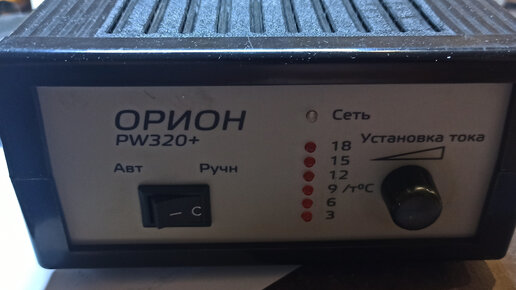 ОРИОН
PW320+
Сеть
Установка тока
Авт Ручн
18
15
12
9 /т°С
6
3
– С